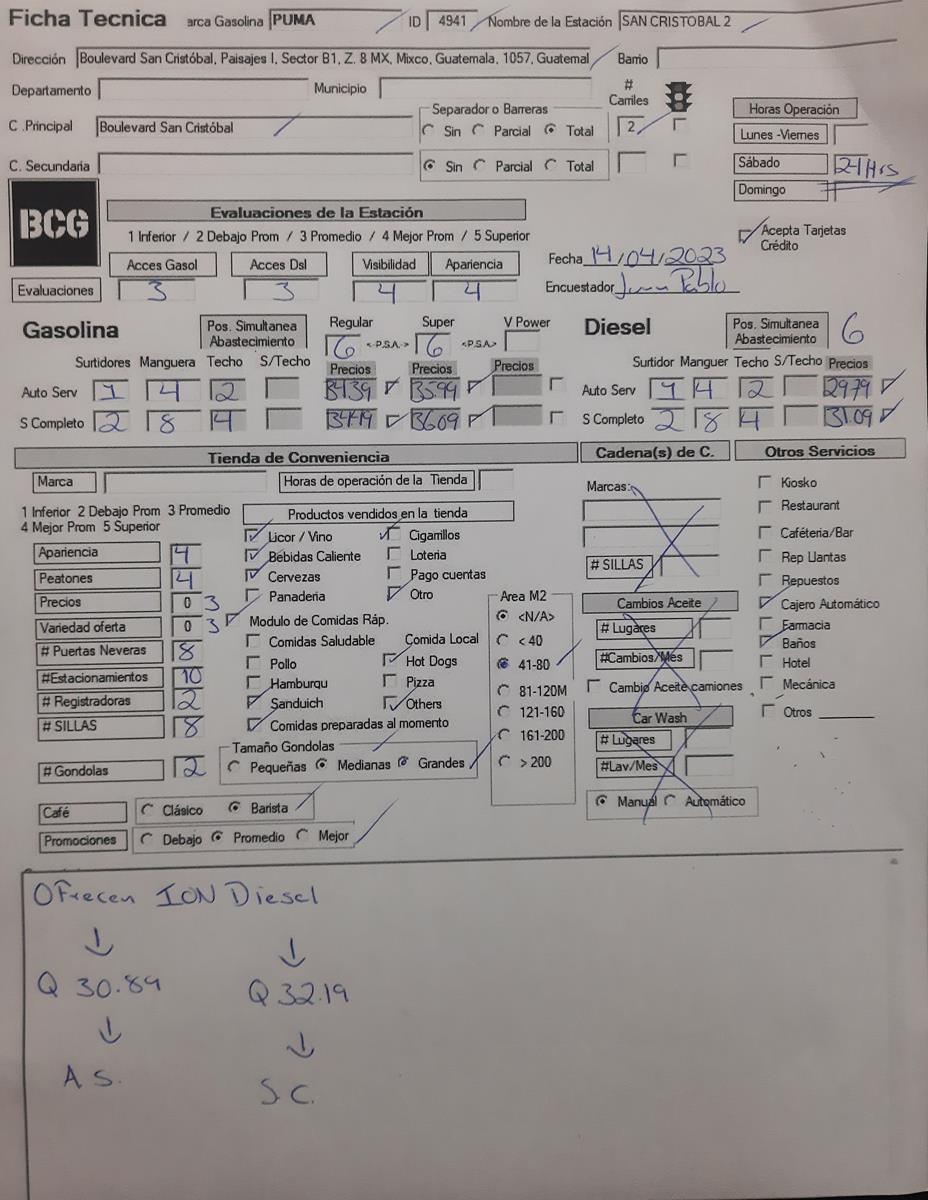 Ficha Tecnica arca Gasolina PUMA ID 4941 Nombre de la Estación SAN CRISTOBAL 2
Dirección Boulevard San Cristóbal, Paisajes I, Sector B1, Z. 8 MX, Mixco, Guatemala, 1057, Guatemal Barrio
Departamento Municipio # Carriles
Separador o Barreras Horas Operación
C .Principal Boulevard San Cristóbal Sin Parcial Total 2 Lunes -Viernes
C. Secundaria Sin Parcial Total Sábado 24 Hrs
Domingo
BCG Evaluaciones de la Estación
1 Inferior / 2 Debajo Prom / 3 Promedio / 4 Mejor Prom / 5 Superior Acepta Tarjetas Crédito
Acces Gasol Acces Dsl Visibilidad Apariencia Fecha 14/04/2023
Evaluaciones 3 3 4 4 Encuestador Juan Pablo
Gasolina Pos. Simultanea Abastecimiento Regular Super V Power Diesel Pos. Simultanea Abastecimiento 6
6 <-P.S.A.-> 6 <P.S.A>
Surtidores Manguera Techo S/Techo Precios Precios Precios Surtidor Manguer Techo S/Techo Precios
Auto Serv 1 4 2 34.39 35.99 Auto Serv 1 4 2 29.79
S Completo 2 8 4 34.49 36.09 S Completo 2 8 4 31.09
Tienda de Conveniencia Cadena(s) de C. Otros Servicios
Marca Horas de operación de la Tienda Marcas: Kiosko
1 Inferior 2 Debajo Prom 3 Promedio Productos vendidos en la tienda Restaurant
4 Mejor Prom 5 Superior Licor / Vino Cigarrillos Caféteria/Bar
Apariencia 4 Bebidas Caliente Loteria # SILLAS Rep Llantas
Peatones 4 Cervezas Pago cuentas Repuestos
Precios 0 3 Panaderia Otro Area M2 Cambios Aceite Cajero Automático
Variedad oferta 0 3 Modulo de Comidas Ráp. <N/A> # Lugares Farmacia
# Puertas Neveras 8 Comidas Saludable Comida Local < 40 Baños
#Estacionamientos 10 Pollo Hot Dogs 41-80 #Cambios/Mes Hotel
# Registradoras 2 Hamburqu Pizza 81-120M Cambio Aceite camiones Mecánica
# SILLAS 8 Sanduich Others 121-160 Car Wash Otros
Comidas preparadas al momento 161-200 # Lugares
# Gondolas 2 Tamaño Gondolas Pequeñas Medianas Grandes > 200 #Lav/Mes
Café Clásico Barista Manual Automático
Promociones Debajo Promedio Mejor
Ofrecen ION Diesel
↓ ↓
Q 30.89 Q 32.19
↓ ↓
A S. S. C.